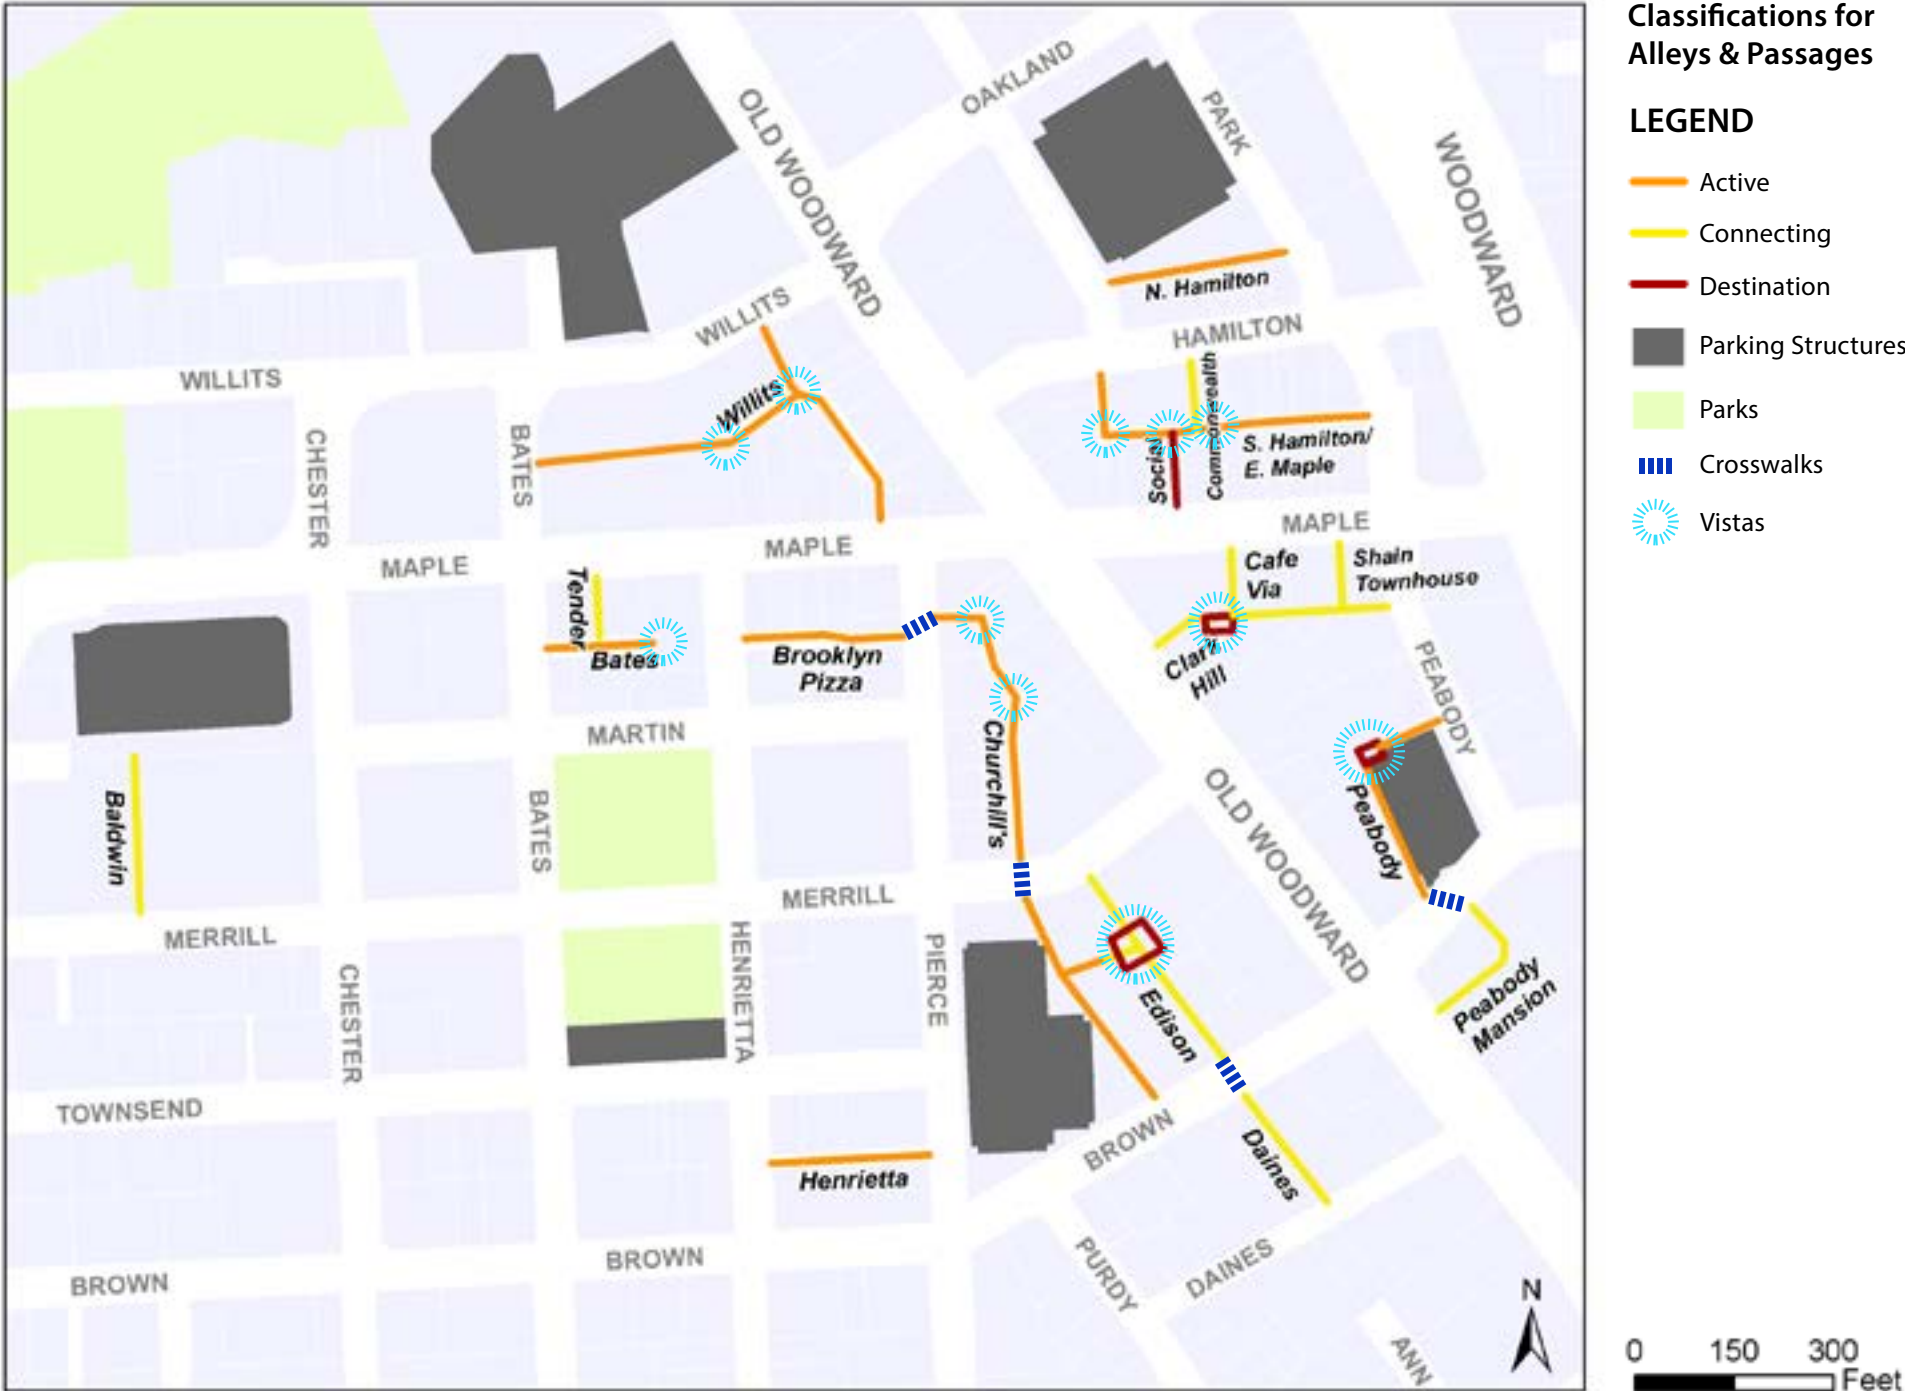 Classifications for
Alleys & Passages
LEGEND
Active
Connecting
Destination
Parking Structures
Parks
Crosswalks
Vistas
OAKLAND
PARK
OLD WOODWARD
WOODWARD
N. Hamilton
WILLITS
HAMILTON
WILLITS
Willits
Commonwealth
Social
S. Hamilton/
E. Maple
CHESTER
BATES
MAPLE
MAPLE
MAPLE
Tender
Cafe
Via
Shain
Townhouse
Bates
Brooklyn
Pizza
Clark
Hill
PEABODY
MARTIN
Churchill's
Baldwin
BATES
OLD WOODWARD
Peabody
MERRILL
MERRILL
HENRIETTA
PIERCE
CHESTER
Edison
Peabody
Mansion
TOWNSEND
BROWN
Daines
Henrietta
BROWN
BROWN
PURDY
DAINES
ANN
N
0 150 300
Feet